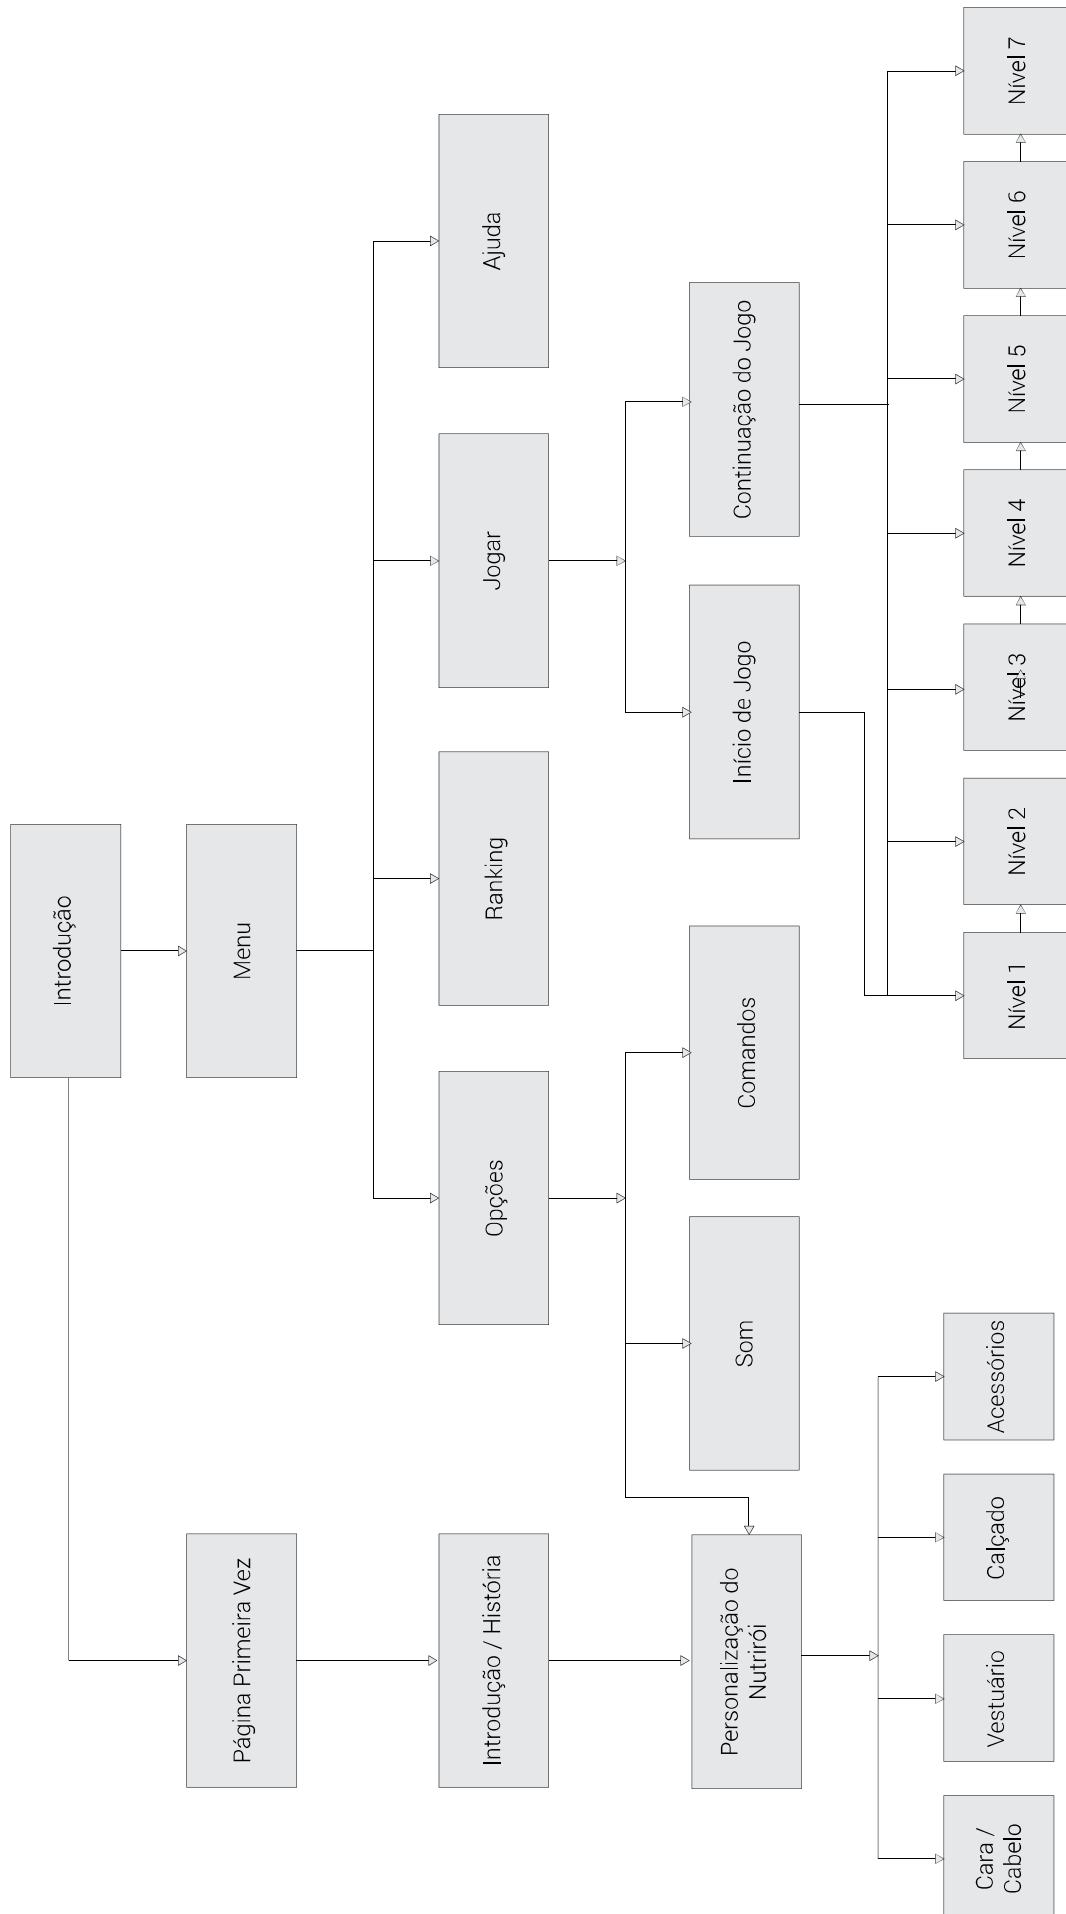 Introdução
Menu
Página Primeira Vez
Introdução / História
Opções
Ranking
Jogar
Ajuda
Personalização do
Nutrirói
Som
Comandos
Início de Jogo
Continuação do Jogo
Cara /
Cabelo
Vestuário
Calçado
Acessórios
Nível 1
Nível 2
Nível 3
Nível 4
Nível 5
Nível 6
Nível 7